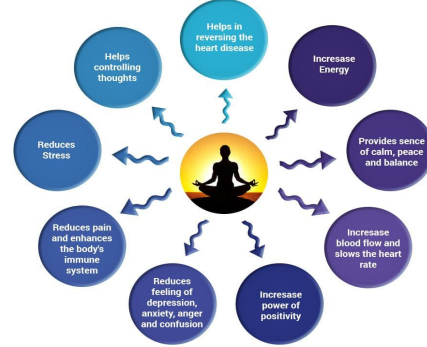 Helps in
reversing the
heart disease
Increase
Energy
Provides sence
of calm, peace
and balance
Increase
blood flow and
slows the heart
rate
Increase
power of
positivity
Reduces
feeling of
depression,
anxiety, anger
and confusion
Reduces pain
and enhances
the body's
immune
system
Reduces
Stress
Helps
controlling
thoughts